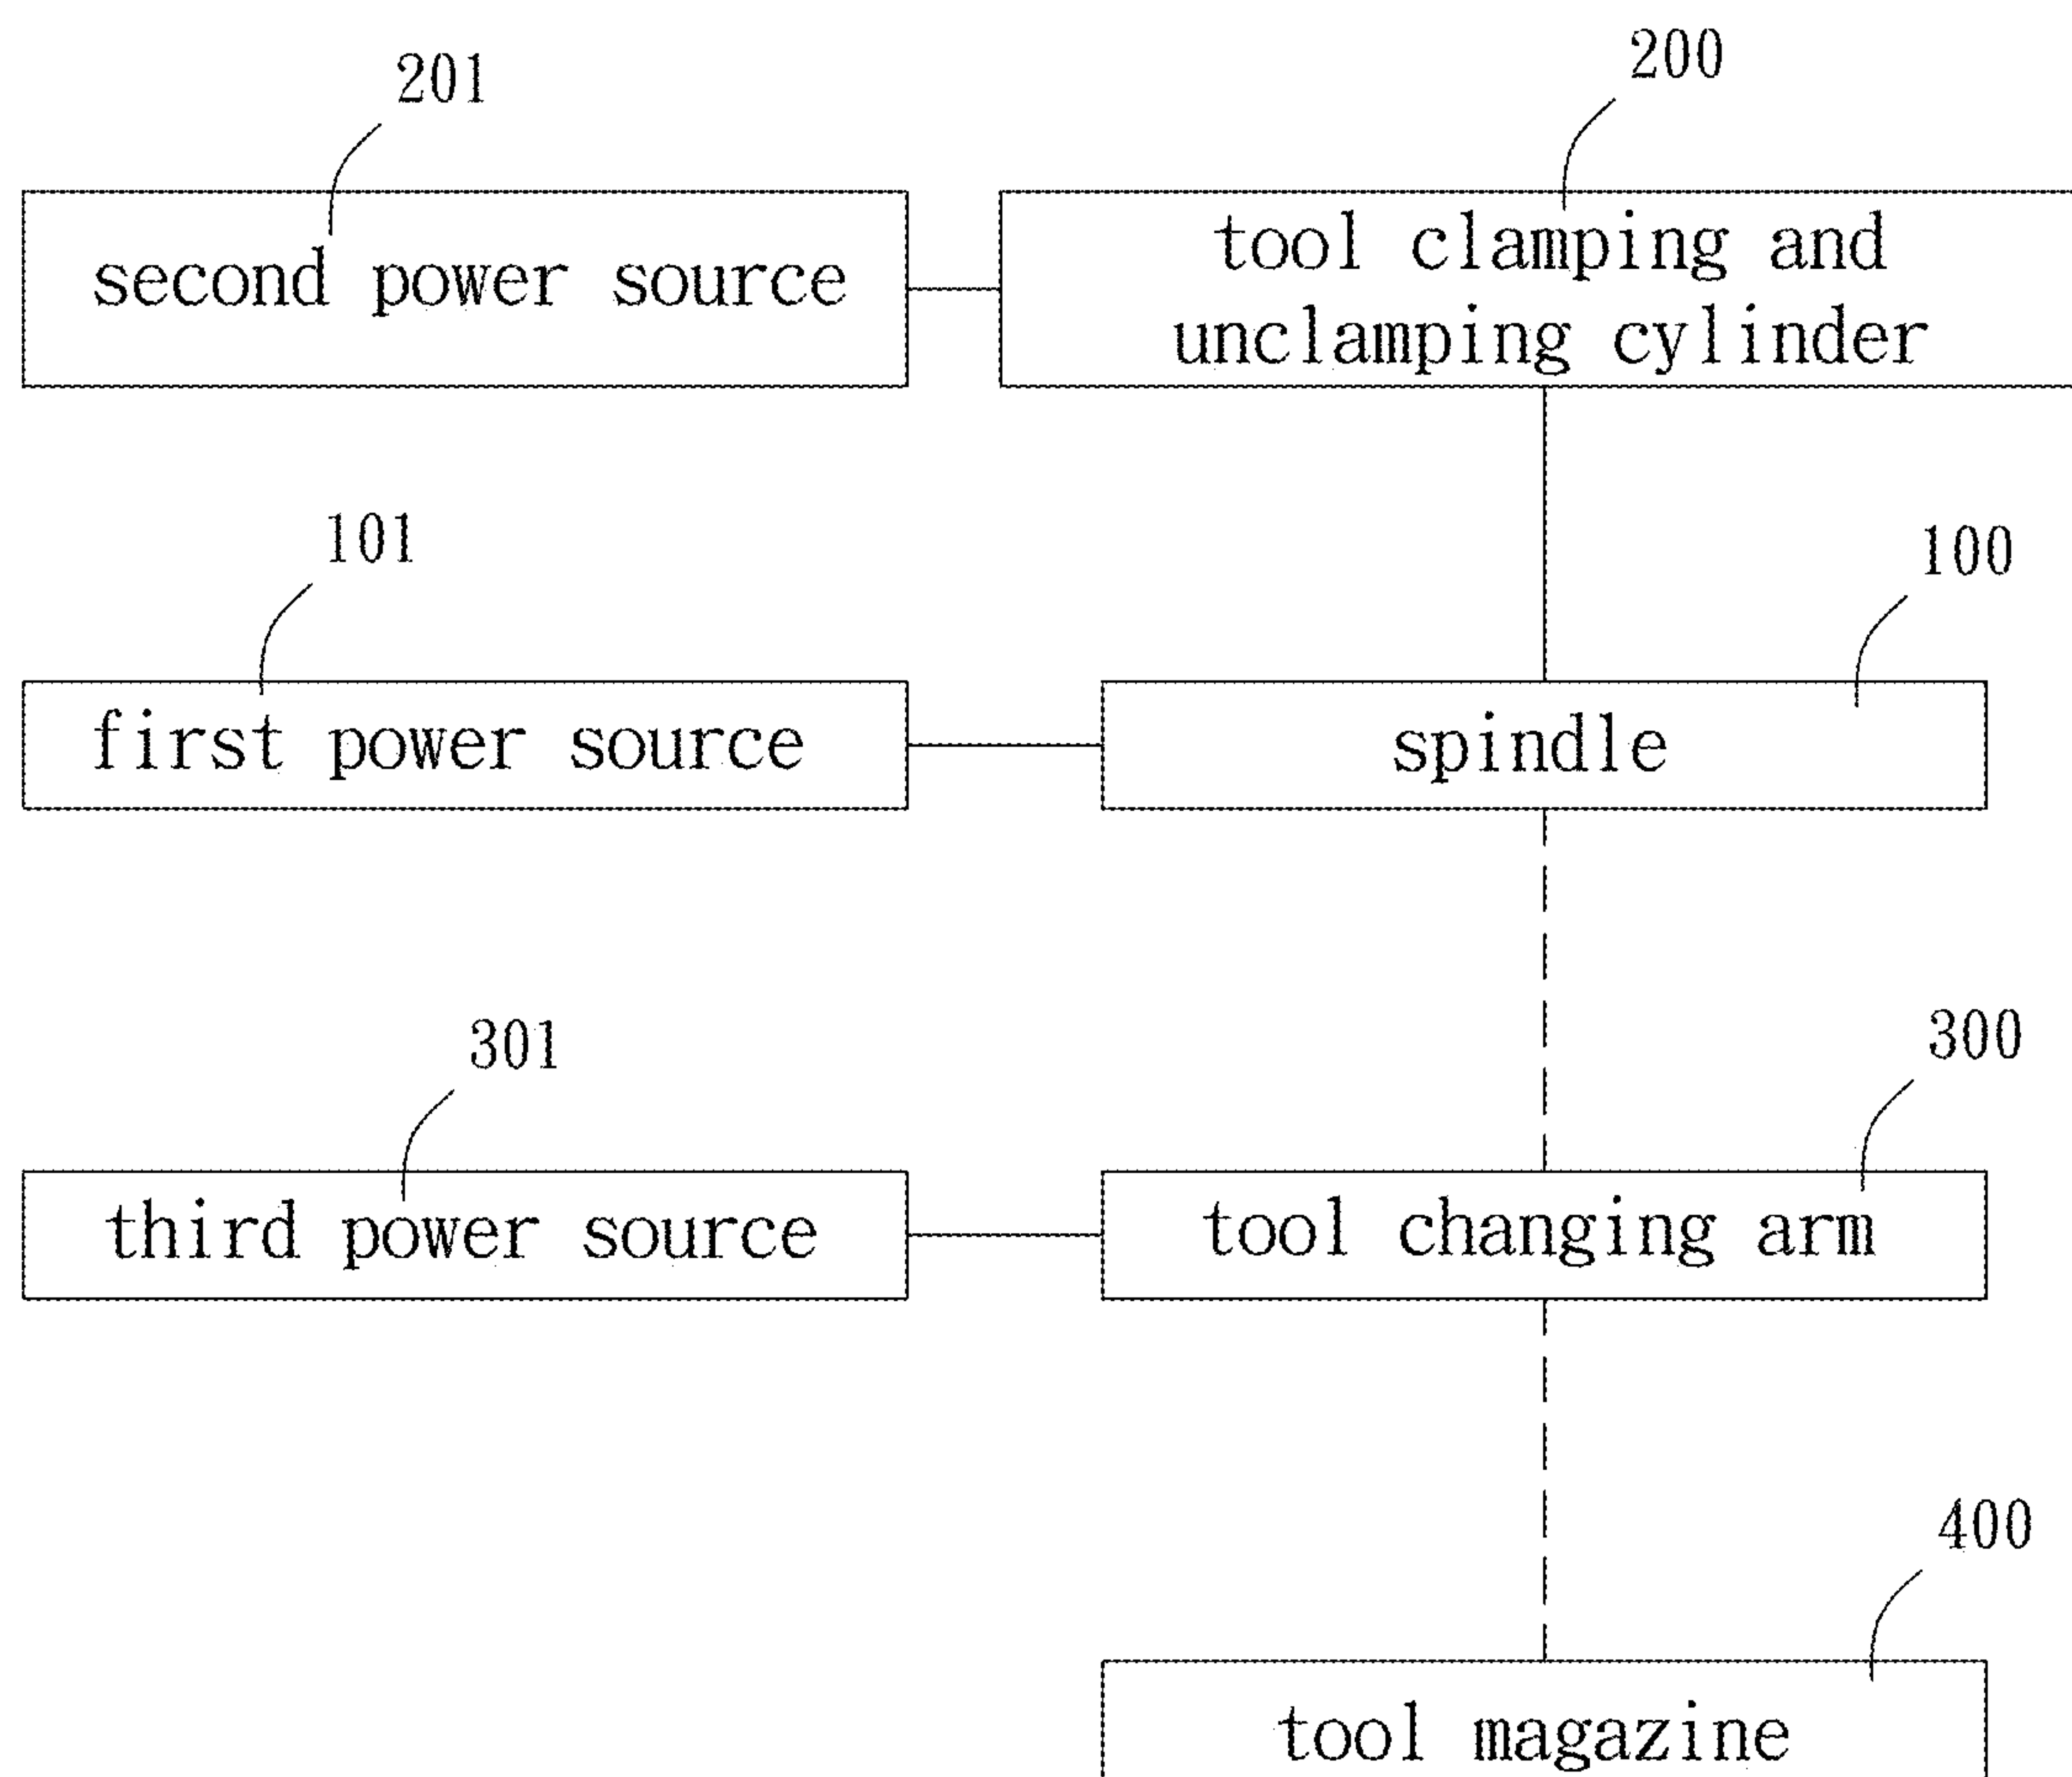 201
200
second power source
tool clamping and
unclamping cylinder
101
100
first power source
spindle
301
300
third power source
tool changing arm
400
tool magazine